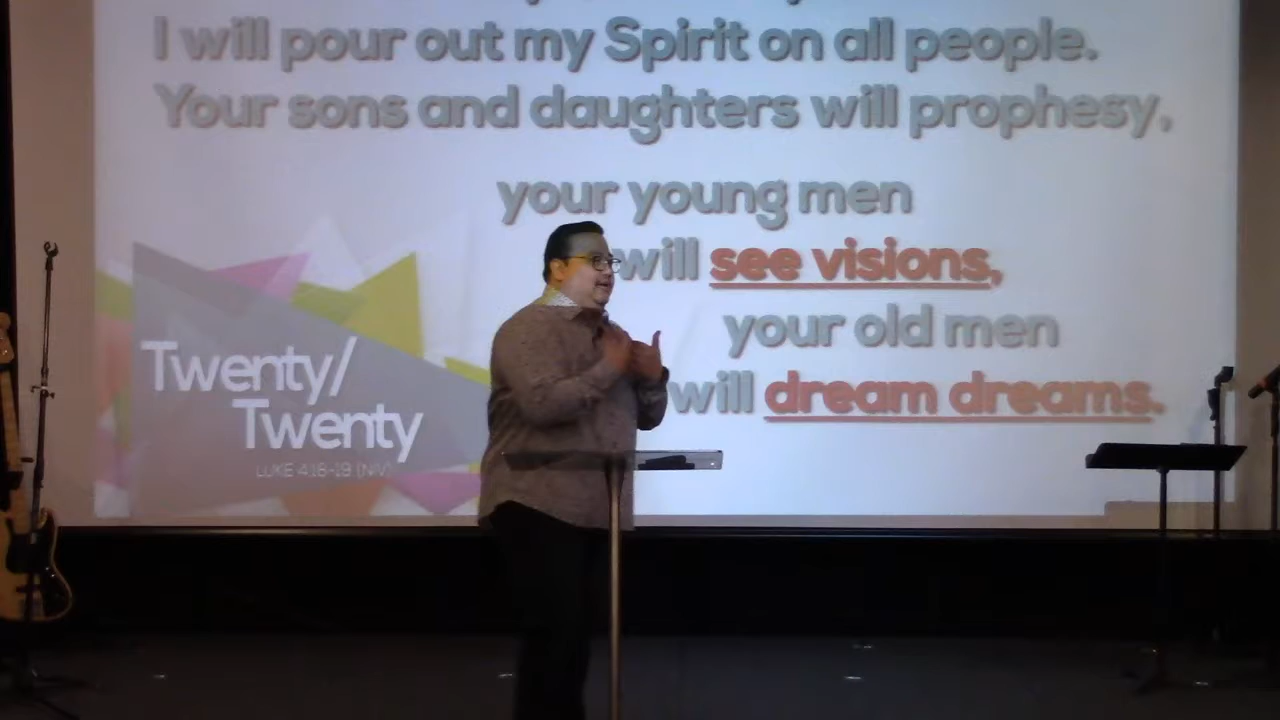 I will pour out my Spirit on all people.
Your sons and daughters will prophesy,
your young men
will see visions,
your old men
will dream dreams.
Twenty/
Twenty
LUKE 4:18-19 (NIV)